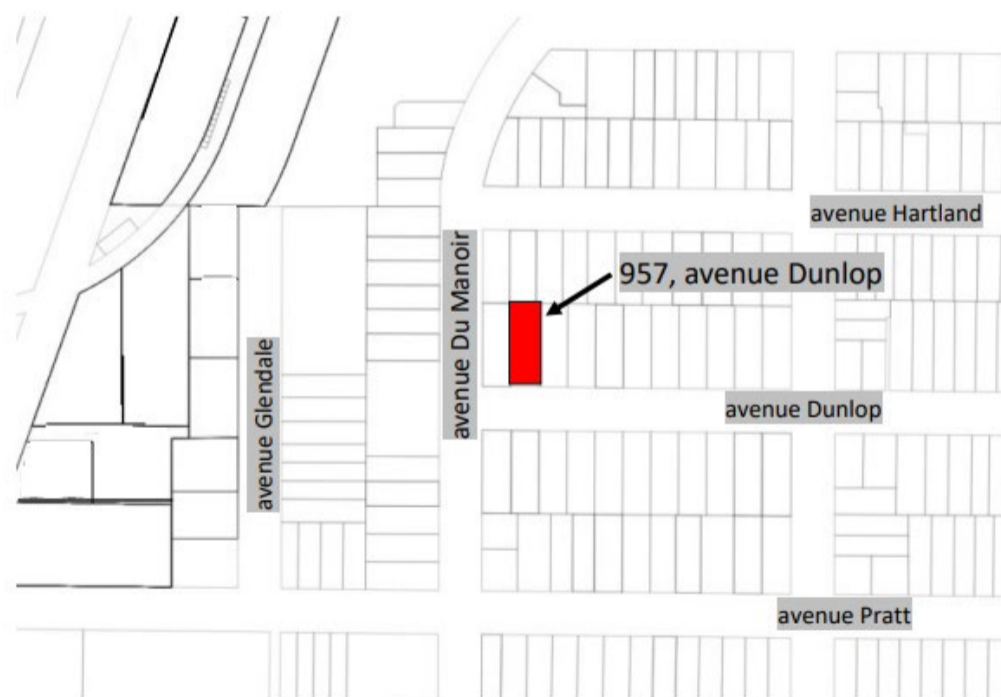 avenue Hartland
957, avenue Dunlop
avenue Du Manoir
avenue Glendale
avenue Dunlop
avenue Pratt